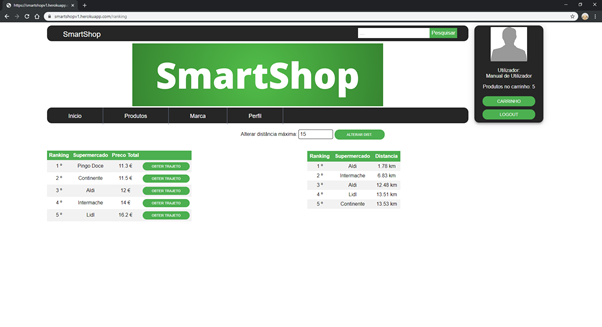 https://smartshopv1.herokuapp...
smartshopv1.herokuapp.com/ranking
SmartShop
Pesquisar
SmartShop
Utilizador
Manual de Utilizador
Produtos no carrinho: 5
CARRINHO
LOGOUT
Inicio
Produtos
Marca
Perfil
Alterar distância máxima:
15
ALTERAR DIST.
Ranking Supermercado Preco Total
1 º Pingo Doce 11.3 € OBTER TRAJETO
2 º Continente 11.5 € OBTER TRAJETO
3 º Aldi 12 € OBTER TRAJETO
4 º Intermache 14 € OBTER TRAJETO
5 º Lidl 16.2 € OBTER TRAJETO
Ranking Supermercado Distancia
1 º Aldi 1.78 km
2 º Intermache 6.83 km
3 º Aldi 12.48 km
4 º Lidl 13.51 km
5 º Continente 13.53 km